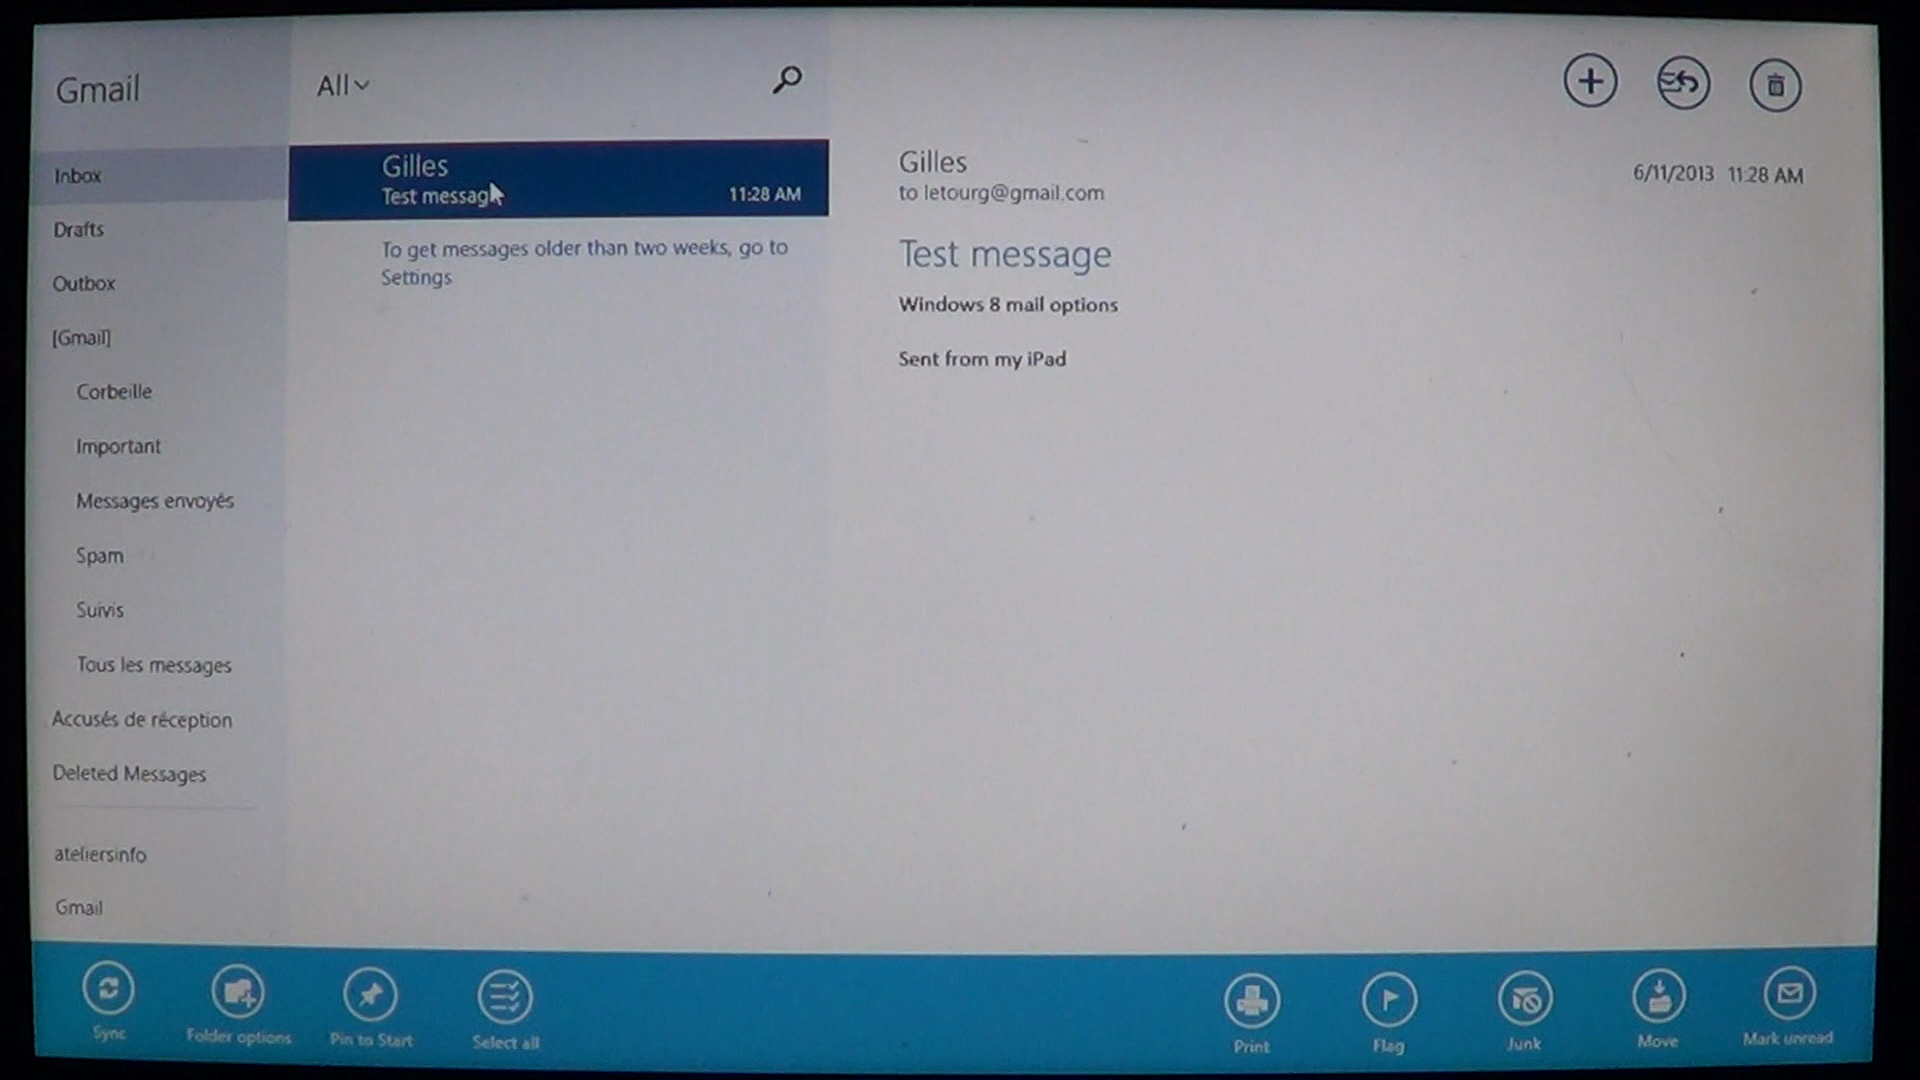 Gmail
Inbox
Drafts
Outbox
[Gmail]
Corbeille
Important
Messages envoyés
Spam
Suivis
Tous les messages
Accusés de réception
Deleted Messages
ateliersinfo
Gmail
All
Gilles
Test message
11:28 AM
To get messages older than two weeks, go to
Settings
Gilles
to letourg@gmail.com
6/11/2013 11:28 AM
Test message
Windows 8 mail options
Sent from my iPad
Sync
Folder options
Pin to Start
Select all
Print
Flag
Junk
Move
Mark unread